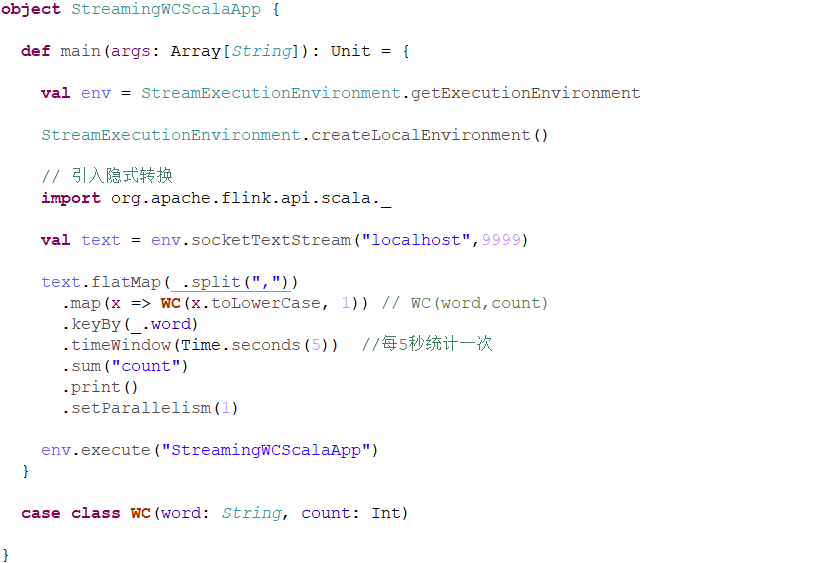 object StreamingWCScalaApp {
def main(args: Array[String]): Unit = {
val env = StreamExecutionEnvironment.getExecutionEnvironment
StreamExecutionEnvironment.createLocalEnvironment()
// 引入隐式转换
import org.apache.flink.api.scala._
val text = env.socketTextStream("localhost",9999)
text.flatMap(_.split(","))
.map(x => WC(x.toLowerCase, 1)) // WC(word,count)
.keyBy(_.word)
.timeWindow(Time.seconds(5))  //每5秒统计一次
.sum("count")
.print()
.setParallelism(1)
env.execute("StreamingWCScalaApp")
}
case class WC(word: String, count: Int)
}